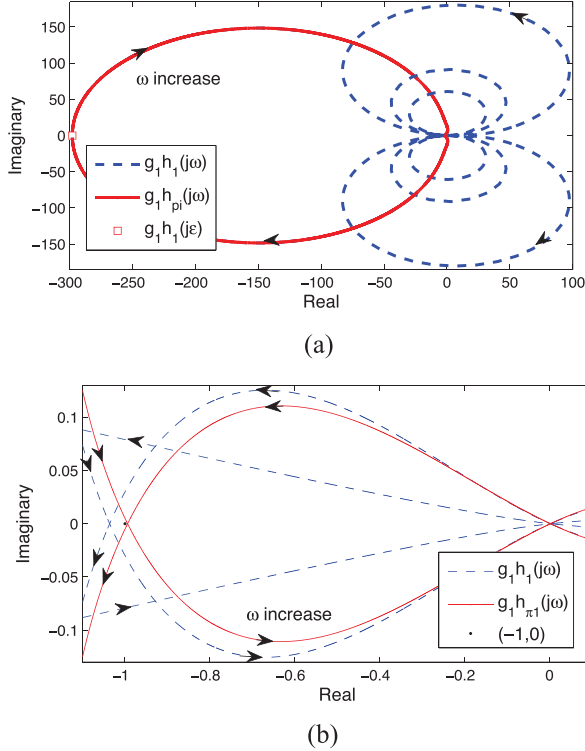 150
100
50
0
−50
−100
−150
Imaginary
−300 −250 −200 −150 −100 −50 0 50 100
Real
ω increase
g₁h₁(jω)
g₁hₚᵢ(jω)
g₁h₁(jε)
(a)
0.1
0.05
0
−0.05
−0.1
Imaginary
−1 −0.8 −0.6 −0.4 −0.2 0
Real
ω increase
g₁h₁(jω)
g₁h_π1(jω)
(−1,0)
(b)